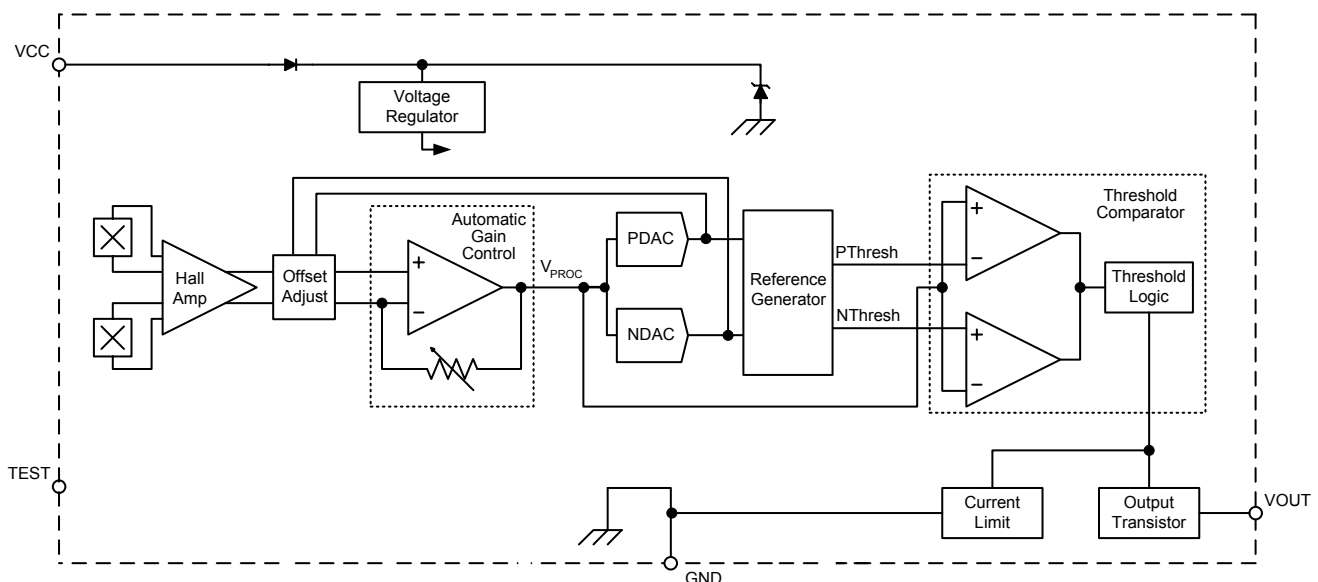 VCC
Voltage
Regulator
Hall
Amp
Offset
Adjust
Automatic
Gain
Control
+
−
VPROC
PDAC
NDAC
Reference
Generator
PThresh
NThresh
Threshold
Comparator
+
−
+
−
Threshold
Logic
TEST
Current
Limit
Output
Transistor
VOUT
GND